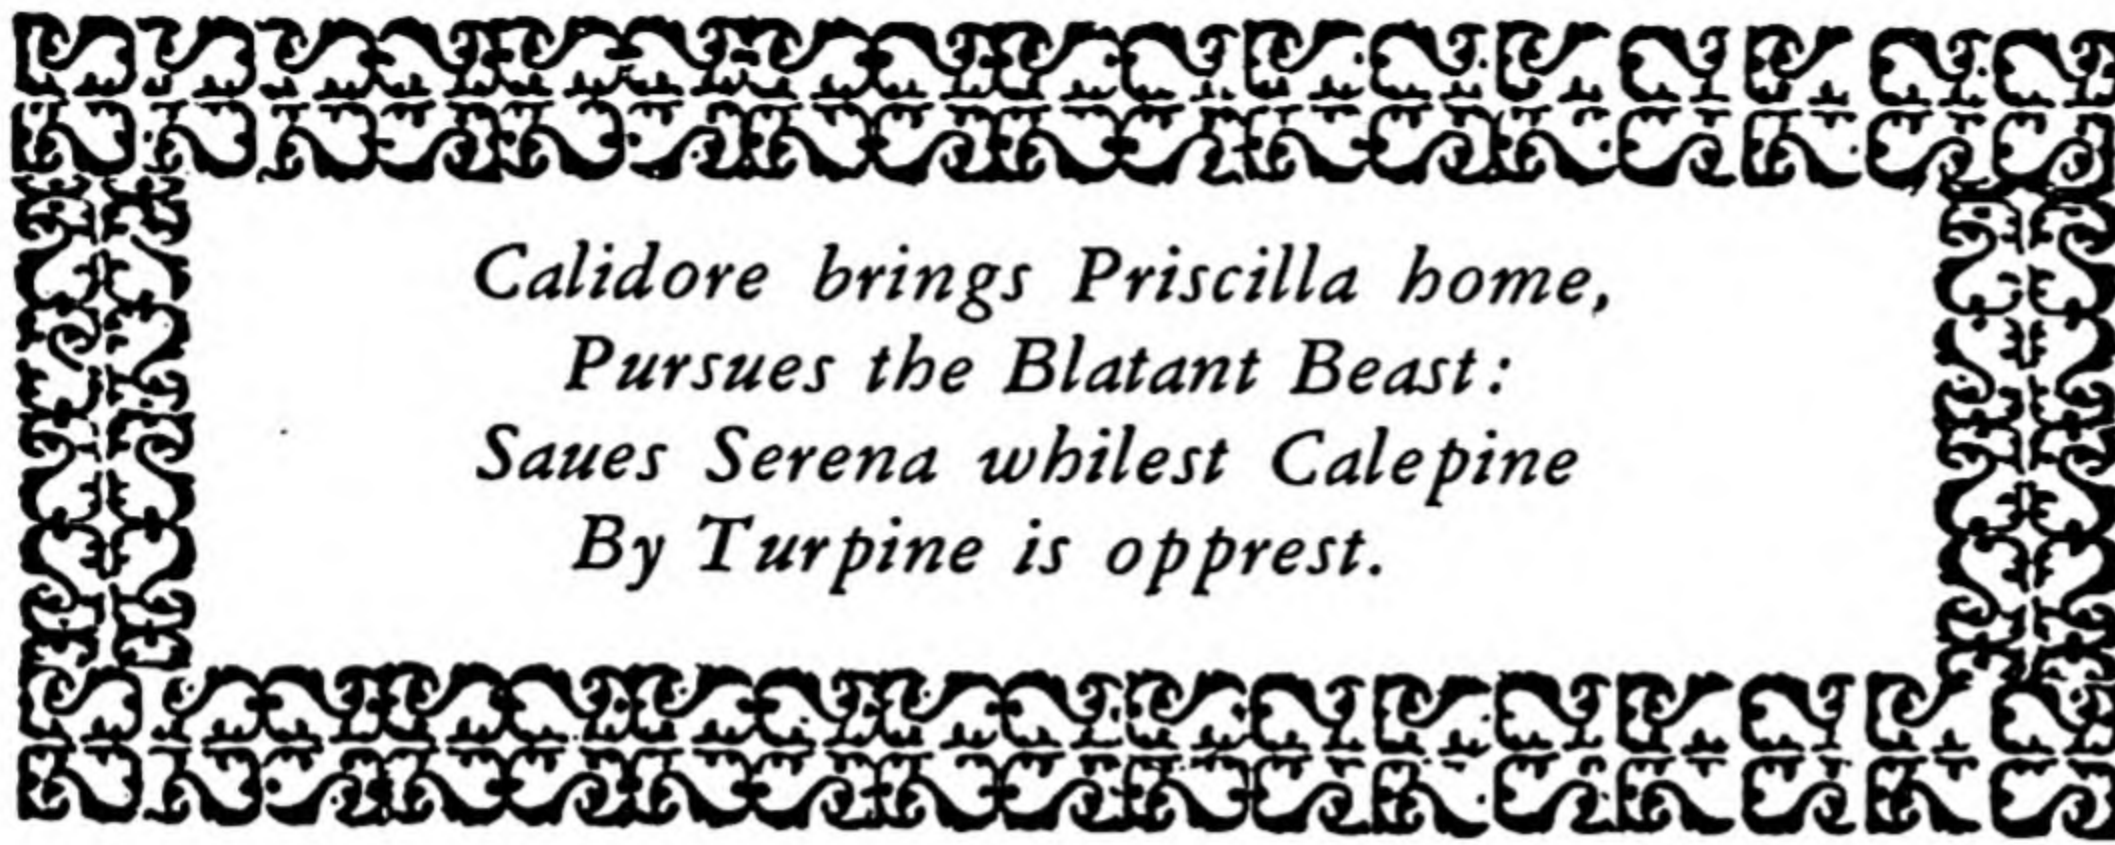 Calidore brings Priscilla home,
Pursues the Blatant Beast:
Saues Serena whilest Calepine
By Turpine is opprest.